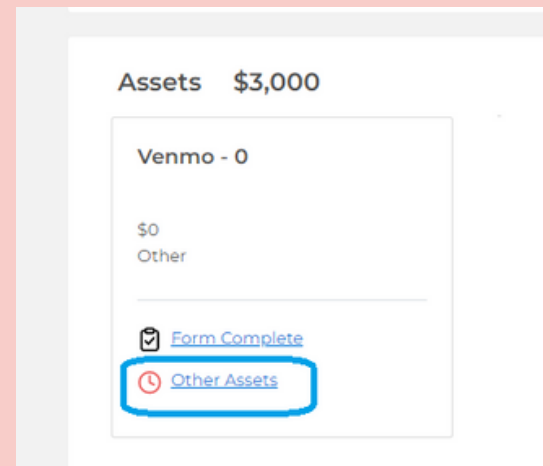 Assets $3,000
Venmo - 0
$0
Other
Form Complete
Other Assets